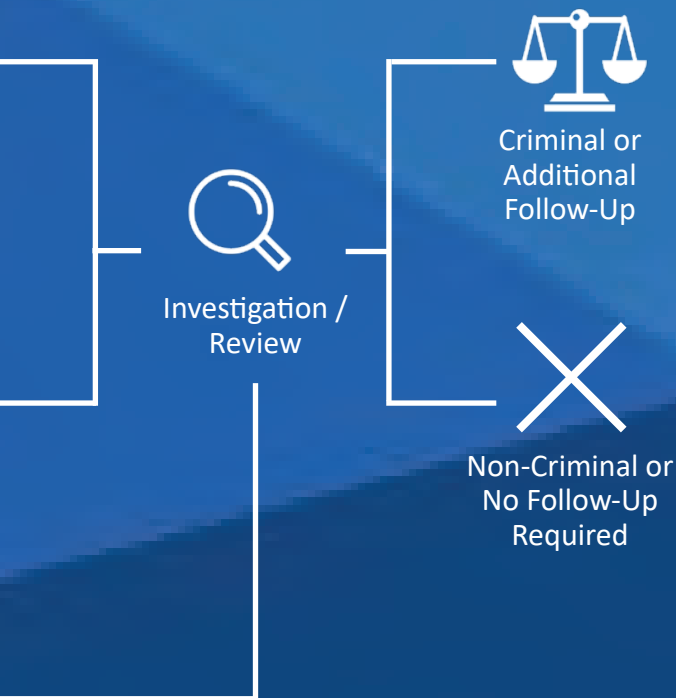 Criminal or
Additional
Follow-Up
Investigation /
Review
Non-Criminal or
No Follow-Up
Required